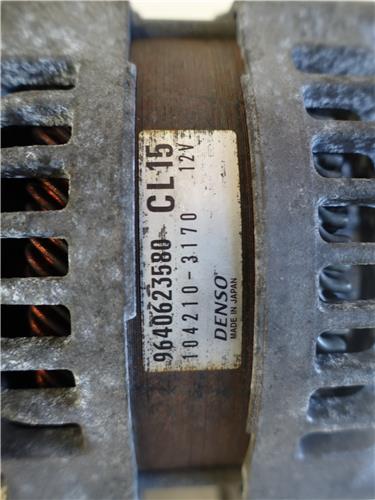 9640623580 CL15
12V
104210-3170
DENSO
MADE IN JAPAN